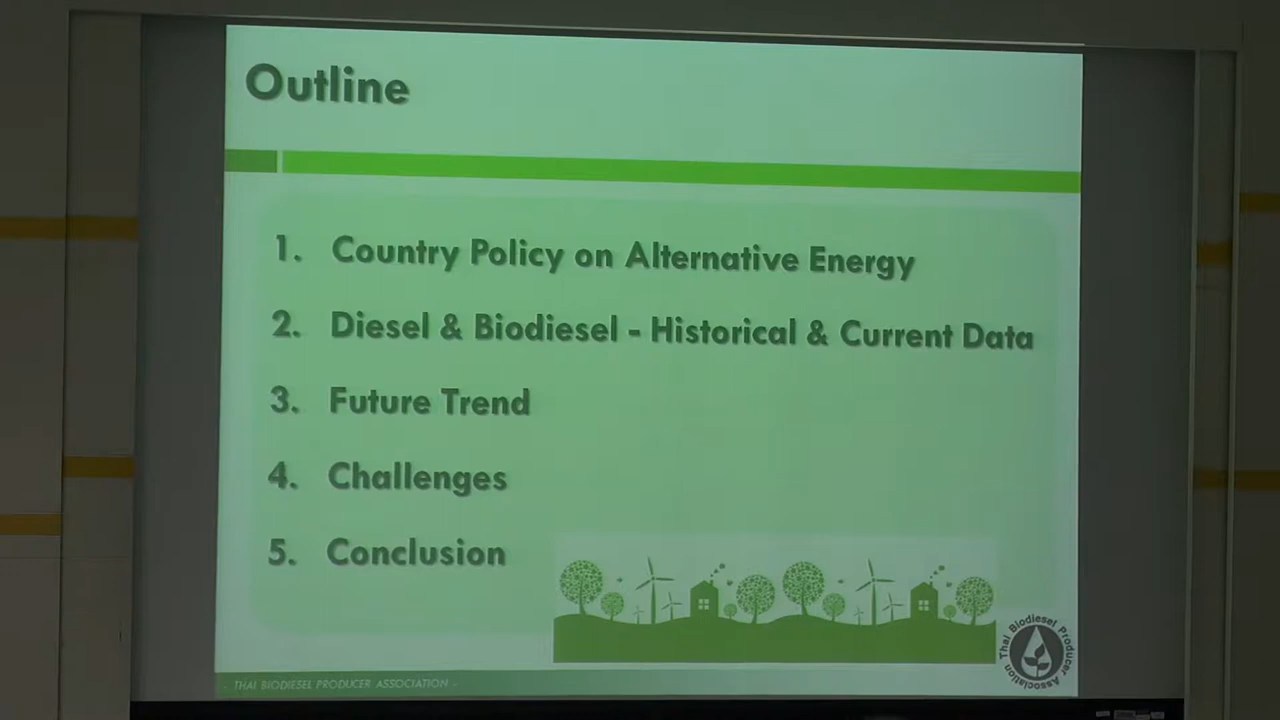 Outline
1. Country Policy on Alternative Energy
2. Diesel & Biodiesel - Historical & Current Data
3. Future Trend
4. Challenges
5. Conclusion
Thai Biodiesel Producer Association
- THAI BIODIESEL PRODUCER ASSOCIATION -